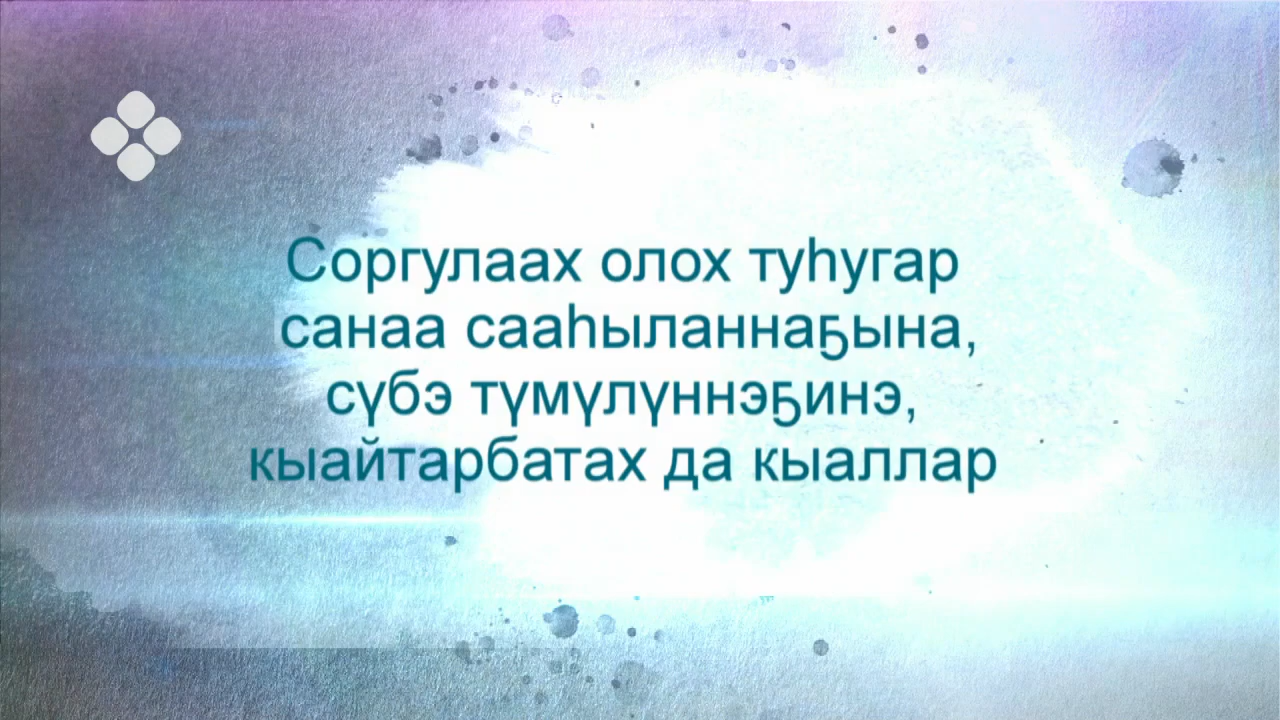 Соргулаах олох туһугар
санаа сааһыланнаҕына,
сүбэ түмүлүннэҕинэ,
кыайтарбатах да кыаллар